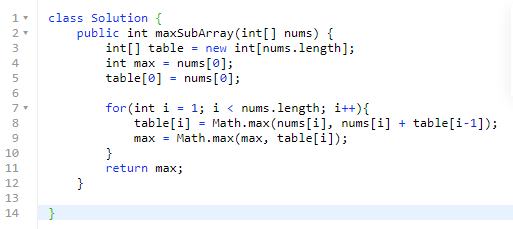 1 class Solution {
2 public int maxSubArray(int[] nums) {
3 int[] table = new int[nums.length];
4 int max = nums[0];
5 table[0] = nums[0];
6
7 for(int i = 1; i < nums.length; i++){
8 table[i] = Math.max(nums[i], nums[i] + table[i-1]);
9 max = Math.max(max, table[i]);
10 }
11 return max;
12 }
13
14 }